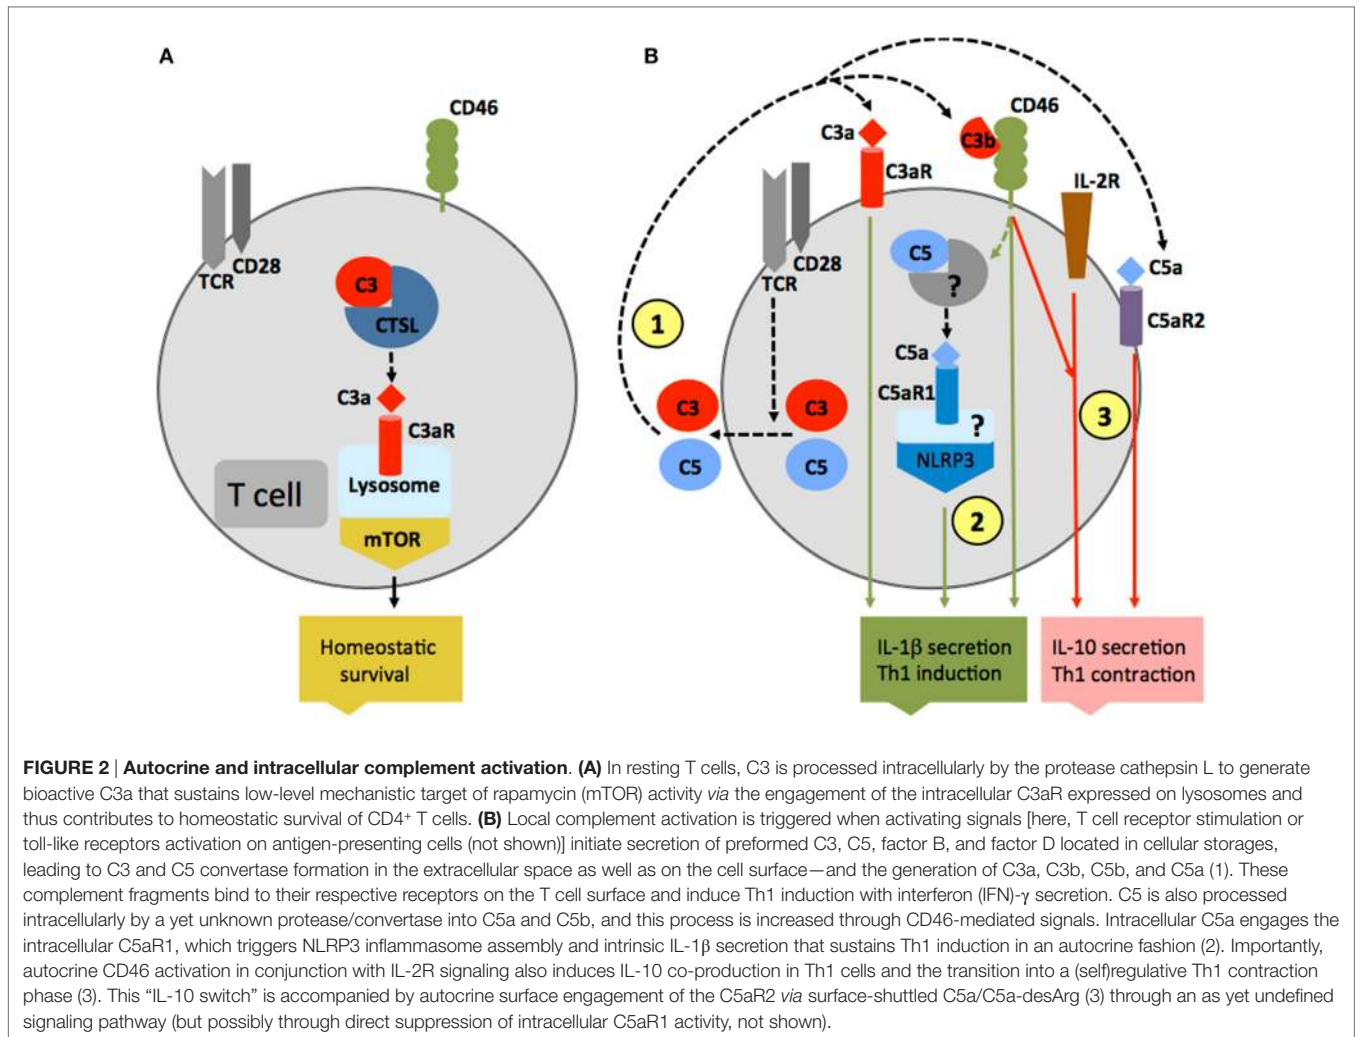 A
CD46
TCR
CD28
C3
CTSL
C3a
C3aR
T cell
Lysosome
mTOR
Homeostatic
survival
B
CD46
C3a
C3b
C3aR
IL-2R
TCR
CD28
C5
?
C5a
C5aR2
1
C5a
C5aR1
C3
C3
?
3
C5
C5
NLRP3
2
IL-1β secretion
Th1 induction
IL-10 secretion
Th1 contraction
FIGURE 2 | Autocrine and intracellular complement activation. (A) In resting T cells, C3 is processed intracellularly by the protease cathepsin L to generate
bioactive C3a that sustains low-level mechanistic target of rapamycin (mTOR) activity via the engagement of the intracellular C3aR expressed on lysosomes and
thus contributes to homeostatic survival of CD4⁺ T cells. (B) Local complement activation is triggered when activating signals [here, T cell receptor stimulation or
toll-like receptors activation on antigen-presenting cells (not shown)] initiate secretion of preformed C3, C5, factor B, and factor D located in cellular storages,
leading to C3 and C5 convertase formation in the extracellular space as well as on the cell surface—and the generation of C3a, C3b, C5b, and C5a (1). These
complement fragments bind to their respective receptors on the T cell surface and induce Th1 induction with interferon (IFN)-γ secretion. C5 is also processed
intracellularly by a yet unknown protease/convertase into C5a and C5b, and this process is increased through CD46-mediated signals. Intracellular C5a engages the
intracellular C5aR1, which triggers NLRP3 inflammasome assembly and intrinsic IL-1β secretion that sustains Th1 induction in an autocrine fashion (2). Importantly,
autocrine CD46 activation in conjunction with IL-2R signaling also induces IL-10 co-production in Th1 cells and the transition into a (self)regulative Th1 contraction
phase (3). This “IL-10 switch” is accompanied by autocrine surface engagement of the C5aR2 via surface-shuttled C5a/C5a-desArg (3) through an as yet undefined
signaling pathway (but possibly through direct suppression of intracellular C5aR1 activity, not shown).